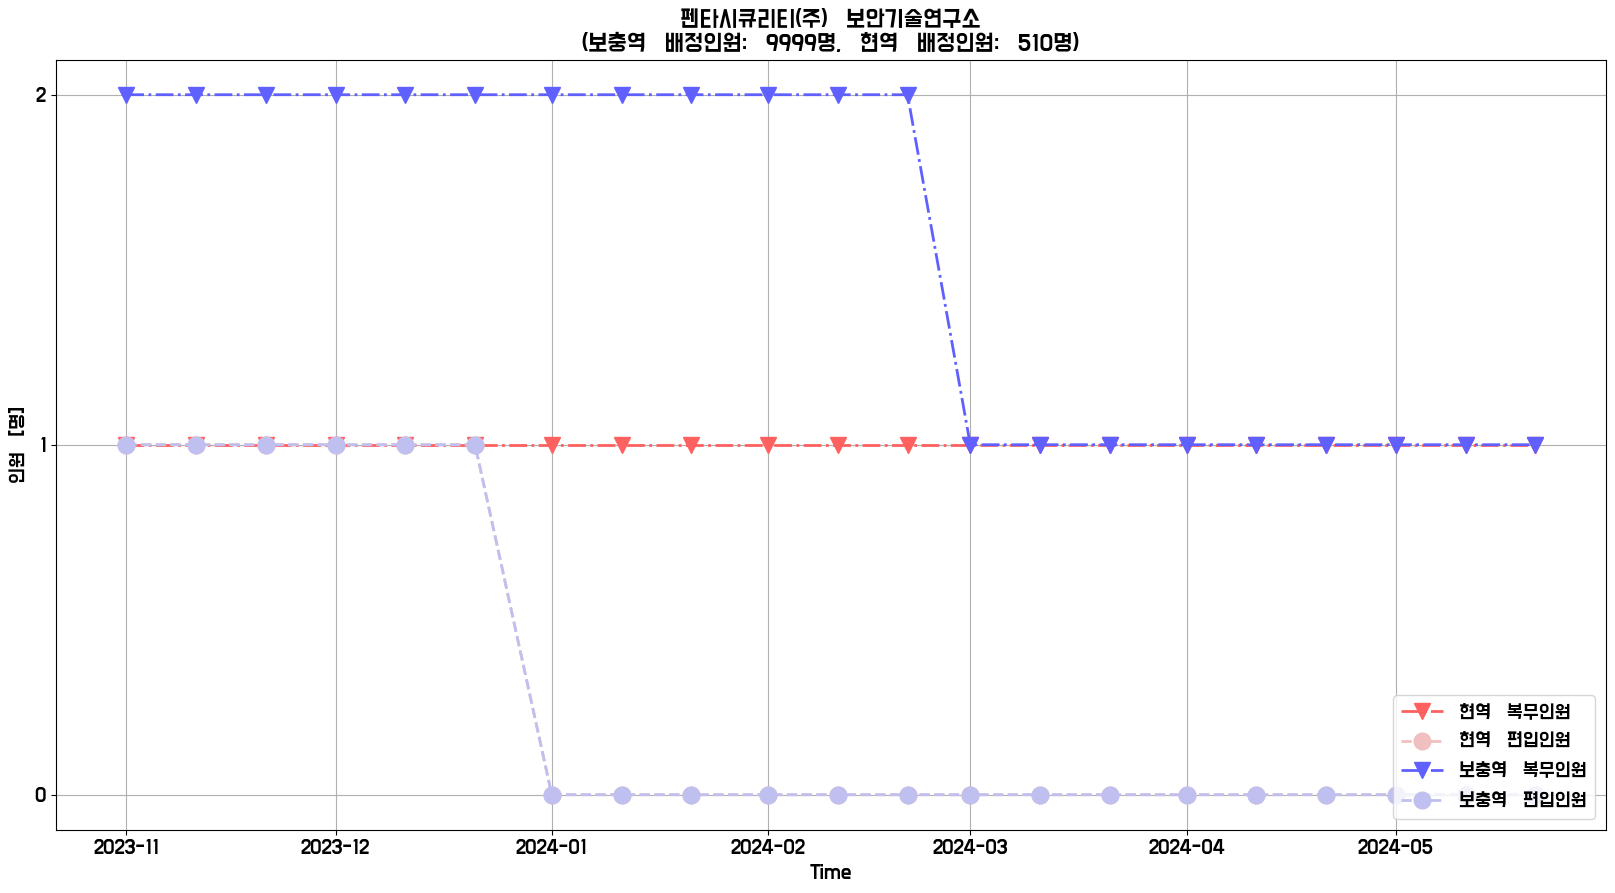 펜타시큐리티(주) 보안기술연구소
(보충역 배정인원: 9999명, 현역 배정인원: 510명)
2
1
0
인원 [명]
2023-11 2023-12 2024-01 2024-02 2024-03 2024-04 2024-05
Time
현역 복무인원
현역 편입인원
보충역 복무인원
보충역 편입인원